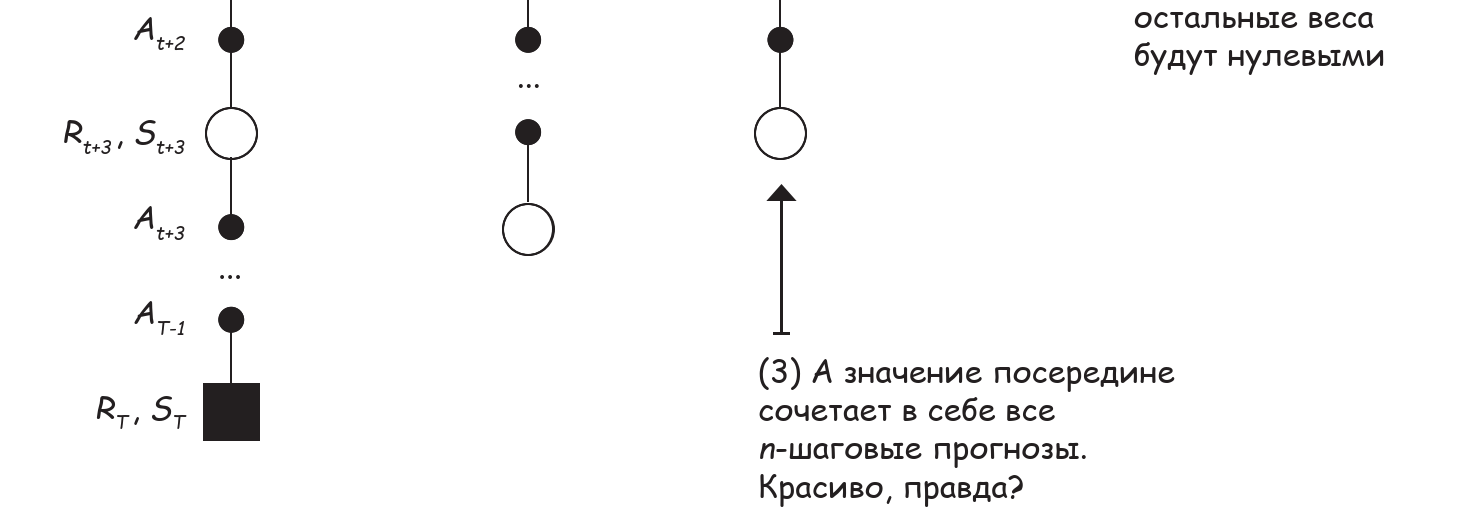 остальные веса
будут нулевыми
A_{t+2}
...
R_{t+3}, S_{t+3}
A_{t+3}
...
A_{T-1}
R_T, S_T
(3) А значение посередине
сочетает в себе все
n-шаговые прогнозы.
Красиво, правда?